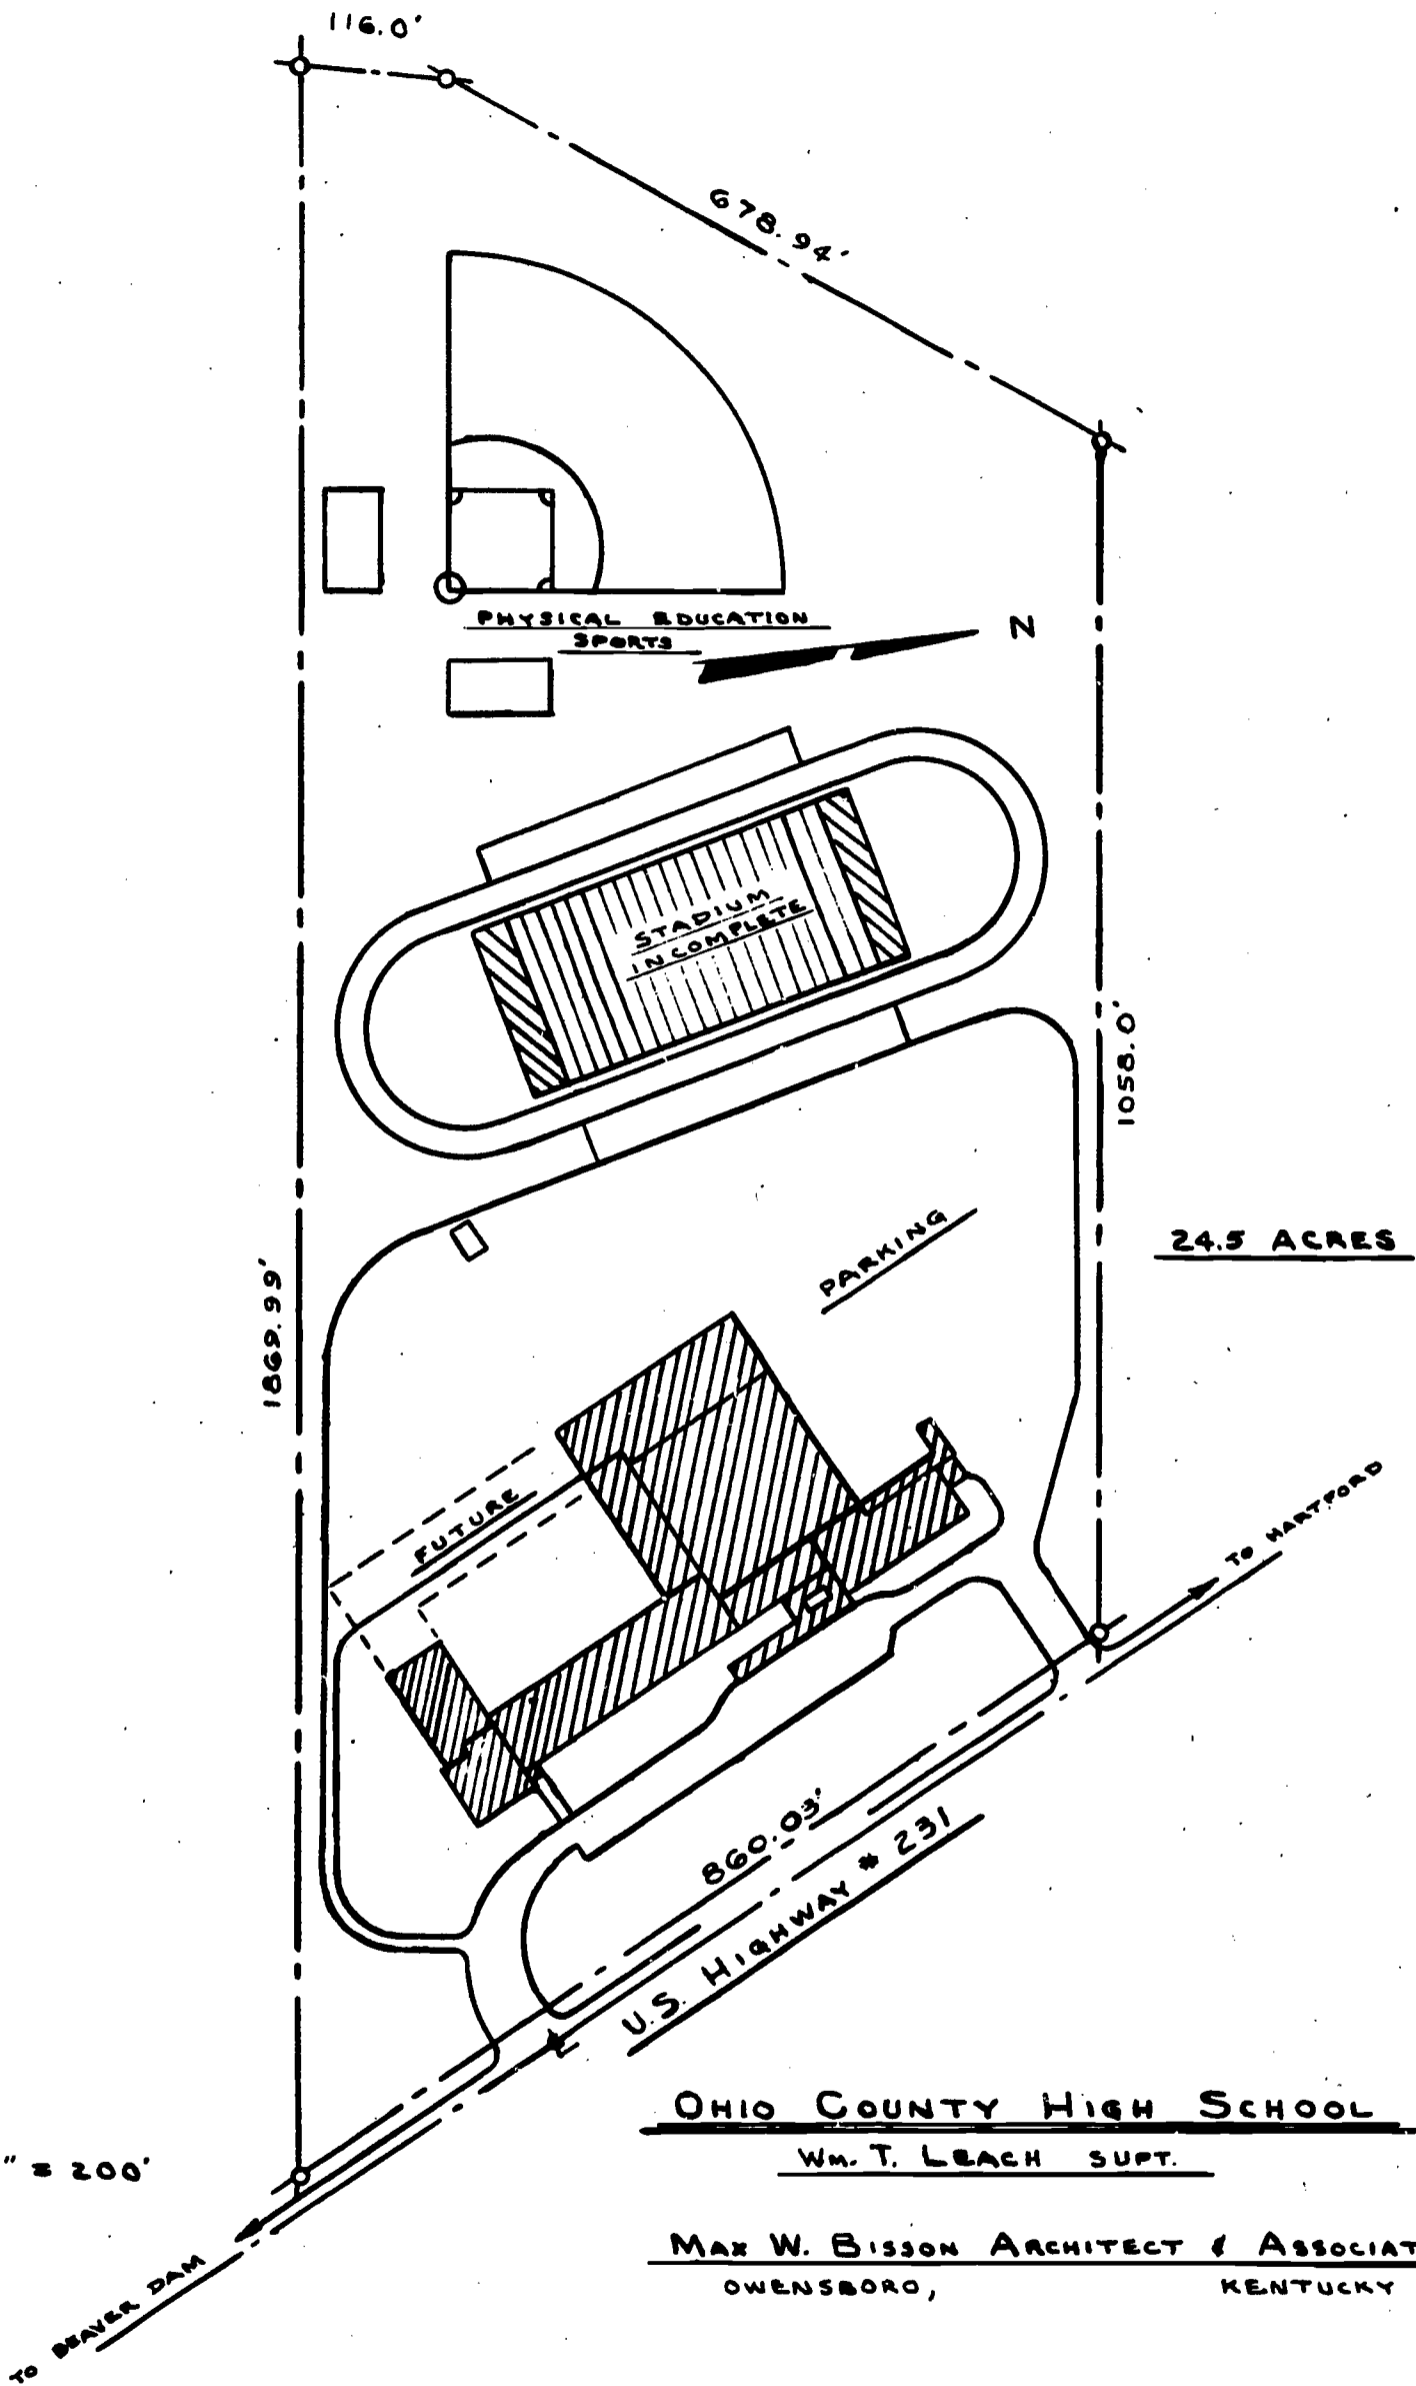 116.0'
678.94'
PHYSICAL EDUCATION
SPORTS
N
STADIUM
INCOMPLETE
1058.0'
PARKING
24.5 ACRES
1869.99'
FUTURE
TO HARTFORD
860.03'
U.S. HIGHWAY # 231
OHIO COUNTY HIGH SCHOOL
WM. T. LEACH SUPT.
" = 200'
MAX W. BISSON ARCHITECT & ASSOCIAT
OWENSBORO, KENTUCKY
TO BEAVER DAM